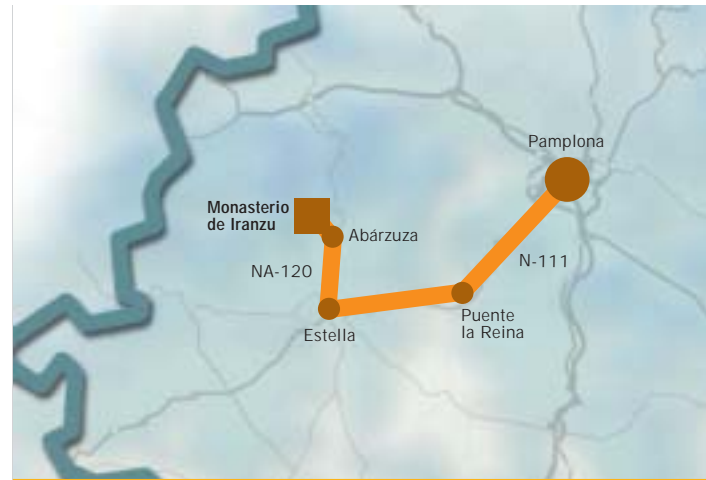 Pamplona
Monasterio
de Iranzu
Abárzuza
NA-120
N-111
Puente
la Reina
Estella